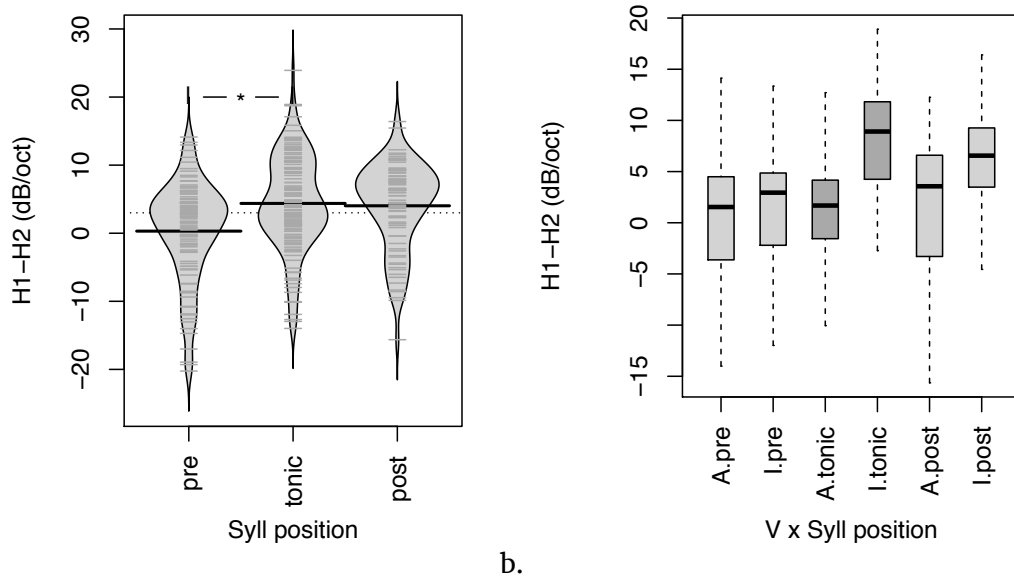 H1−H2 (dB/oct)
30
20
10
0
−10
−20
*
pre
tonic
post
Syll position
H1−H2 (dB/oct)
20
15
10
5
0
−5
−15
A.pre
I.pre
A.tonic
I.tonic
A.post
I.post
V x Syll position
b.